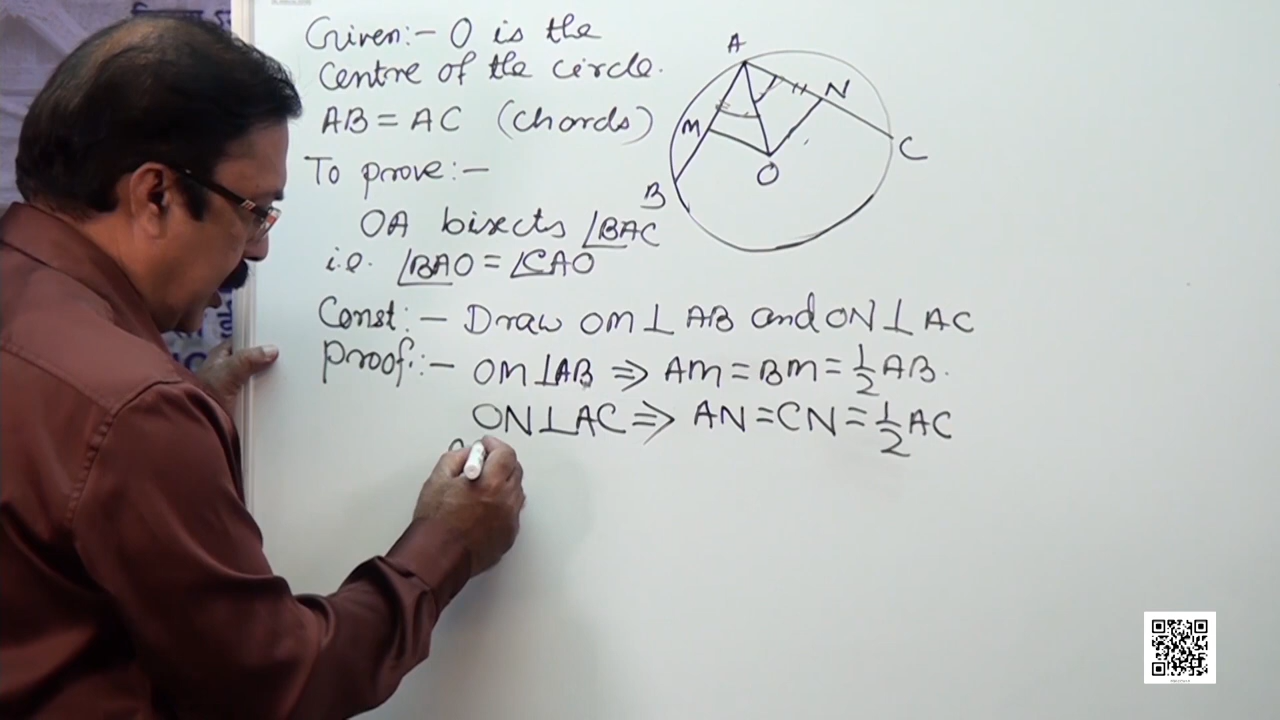 Given:- O is the
Centre of the circle.
AB = AC (Chords)
To prove:-
OA bisects ∠BAC
i.e. ∠BAO = ∠CAO
Const:- Draw OM ⊥ AB and ON ⊥ AC
Proof:- OM ⊥ AB ⇒ AM = BM = 1/2 AB.
ON ⊥ AC ⇒ AN = CN = 1/2 AC
A
N
M
C
O
B